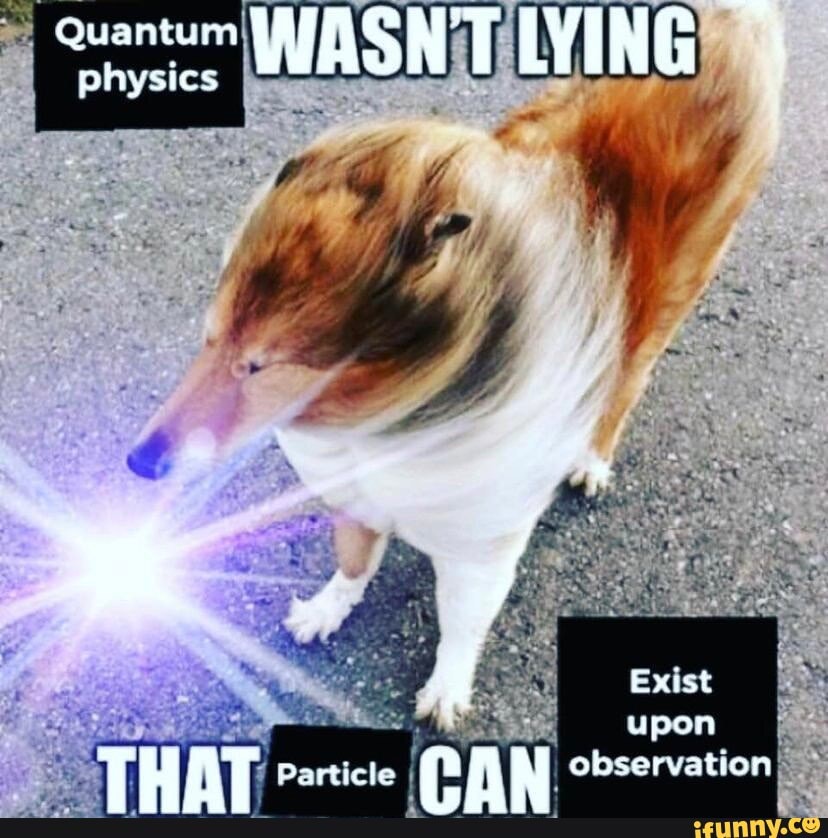 Quantum
physics
WASN'T LYING
THAT
Particle
CAN
Exist
upon
observation
ifunny.co